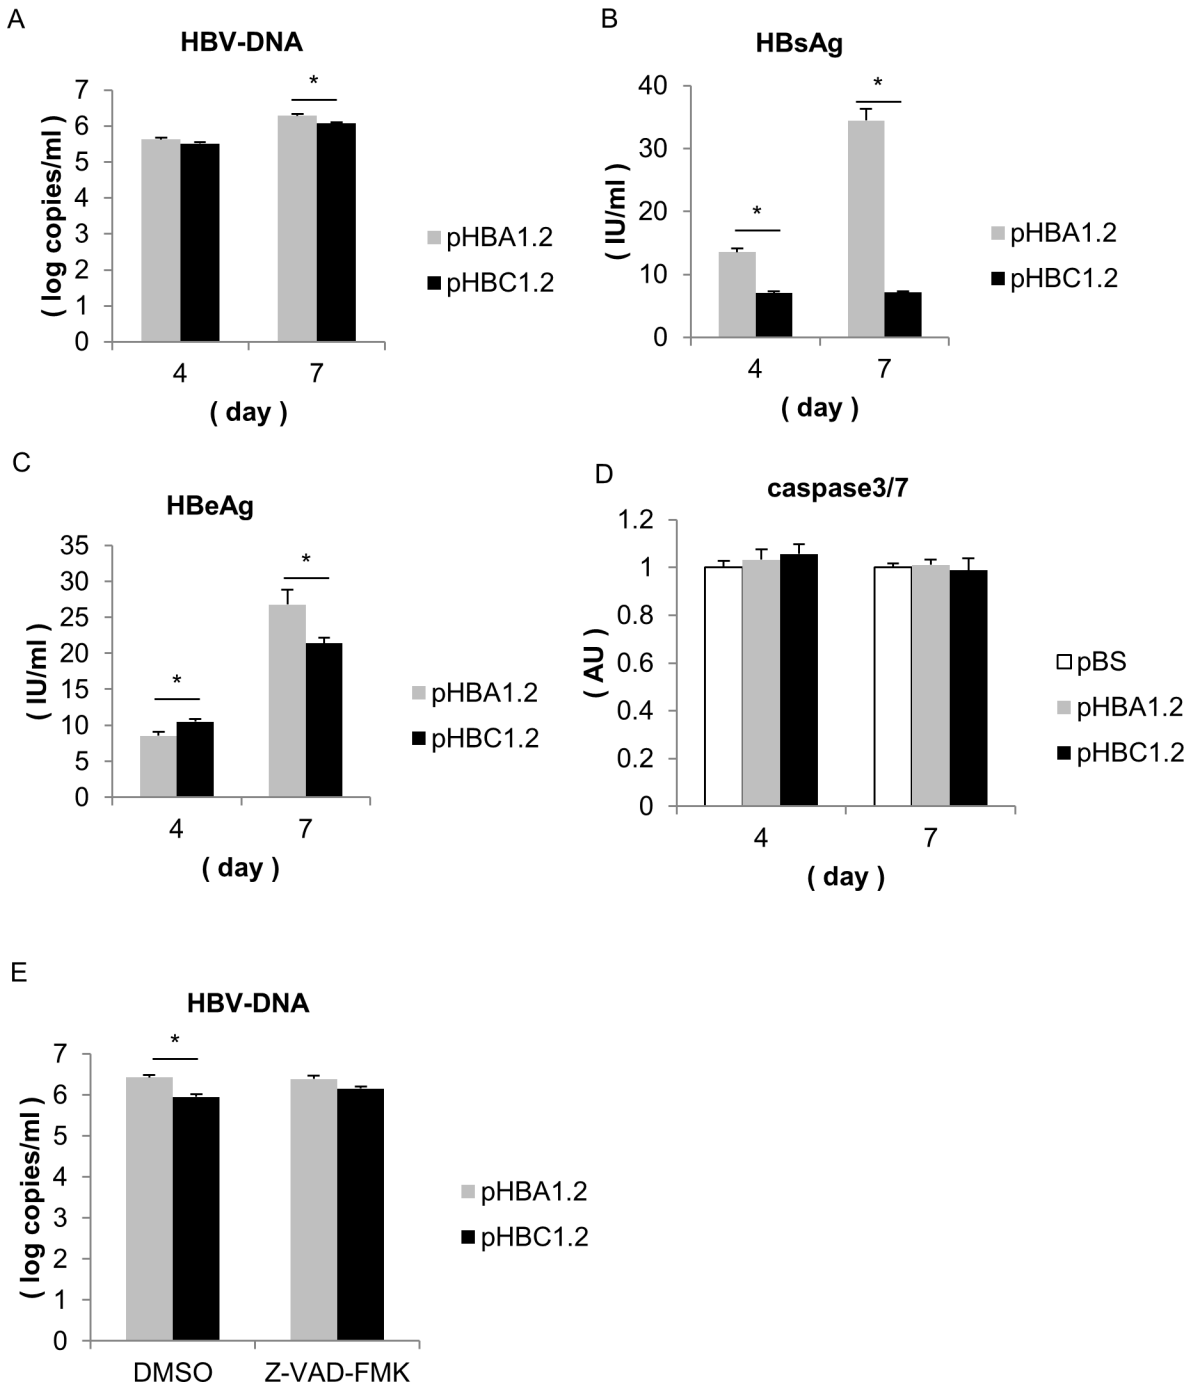 A
HBV-DNA
( log copies/ml )
7
6
5
4
3
2
1
0
*
4
7
( day )
pHBA1.2
pHBC1.2
B
HBsAg
( IU/ml )
40
30
20
10
0
*
*
4
7
( day )
pHBA1.2
pHBC1.2
C
HBeAg
( IU/ml )
35
30
25
20
15
10
5
0
*
*
4
7
( day )
pHBA1.2
pHBC1.2
D
caspase3/7
( AU )
1.2
1
0.8
0.6
0.4
0.2
0
4
7
( day )
pBS
pHBA1.2
pHBC1.2
E
HBV-DNA
( log copies/ml )
7
6
5
4
3
2
1
0
*
DMSO
Z-VAD-FMK
pHBA1.2
pHBC1.2